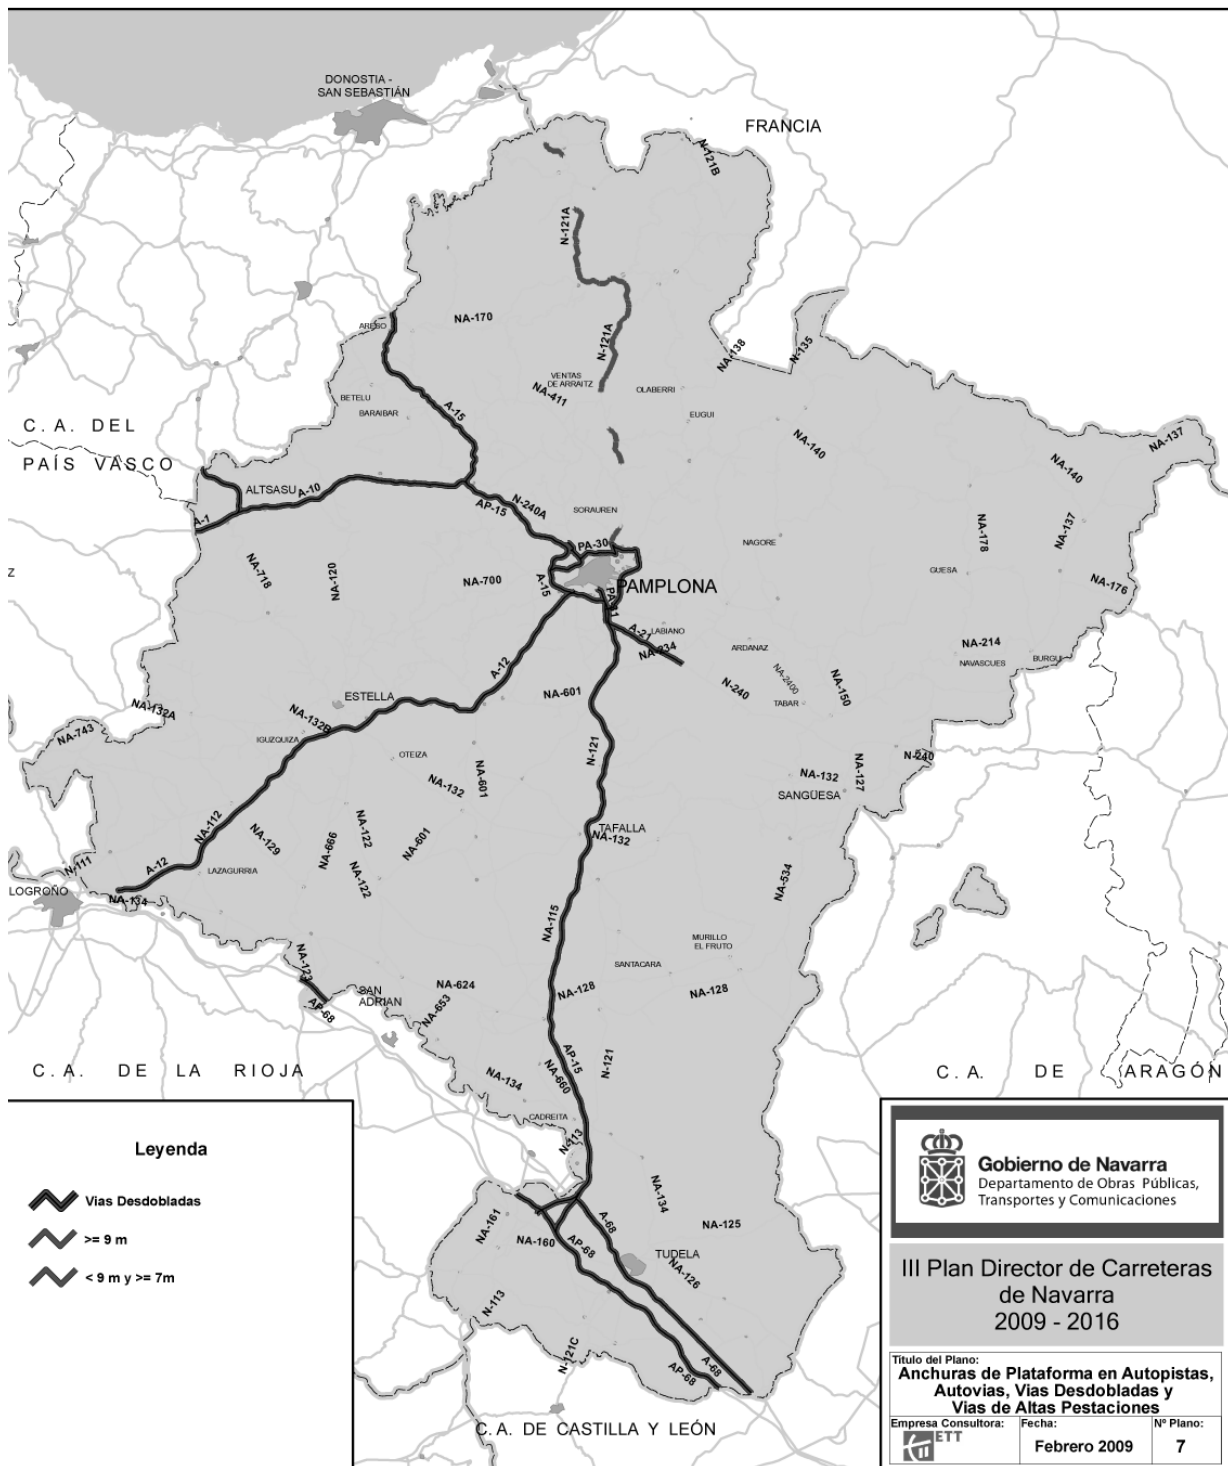 DONOSTIA -
SAN SEBASTIÁN
FRANCIA
N-121B
N-121A
NA-170
ARESO
N-121A
NA-138
N-135
VENTAS
DE ARRAITZ
NA-411
OLABERRI
BETELU
BARAIBAR
A-15
EUGUI
C. A. DEL
PAÍS VASCO
NA-140
NA-137
NA-140
ALTSASU
A-10
A-1
AP-15
N-240A
SORAUREN
PA-30
NAGORE
NA-178
NA-137
NA-718
NA-120
NA-700
A-15
PAMPLONA
GUESA
NA-176
z
LABIANO
A-21
NA-234
ARDANAZ
NA-214
NAVASCUES
BURGUI
A-12
NA-601
N-240
NA-2400
TABAR
NA-150
ESTELLA
NA-132A
NA-132B
NA-743
IGUZQUIZA
OTEIZA
NA-132
NA-601
N-121
N-240
NA-132
NA-127
SANGÜESA
NA-112
NA-129
NA-666
NA-122
NA-601
TAFALLA
NA-132
N-111
A-12
LAZAGURRIA
NA-122
NA-534
LOGROÑO
NA-134
NA-115
MURILLO
EL FRUTO
SANTACARA
NA-123
AP-68
SAN
ADRIAN
NA-624
NA-653
NA-128
NA-128
C. A. DE LA RIOJA
NA-134
AP-15
NA-660
N-121
C. A. DE ARAGÓN
CADREITA
N-113
Leyenda
Vias Desdobladas
>= 9 m
< 9 m y >= 7m
NA-161
NA-160
AP-68
A-68
NA-134
NA-125
TUDELA
NA-126
N-113
N-121C
AP-68
A-68
C. A. DE CASTILLA Y LEÓN
Gobierno de Navarra
Departamento de Obras Públicas,
Transportes y Comunicaciones
III Plan Director de Carreteras
de Navarra
2009 - 2016
Titulo del Plano:
Anchuras de Plataforma en Autopistas,
Autovias, Vias Desdobladas y
Vias de Altas Pestaciones
Empresa Consultora:
ETT
Fecha:
Febrero 2009
Nº Plano:
7